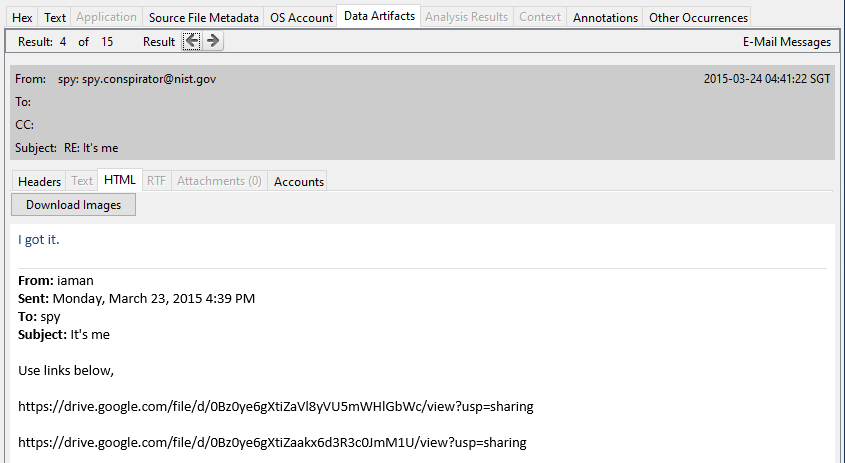 Hex Text Application Source File Metadata OS Account Data Artifacts Analysis Results Context Annotations Other Occurrences
Result: 4 of 15 Result E-Mail Messages
From: spy: spy.conspirator@nist.gov 2015-03-24 04:41:22 SGT
To:
CC:
Subject: RE: It's me
Headers Text HTML RTF Attachments (0) Accounts
Download Images
I got it.
From: iaman
Sent: Monday, March 23, 2015 4:39 PM
To: spy
Subject: It's me
Use links below,
https://drive.google.com/file/d/0Bz0ye6gXtiZaVl8yVU5mWHlGbWc/view?usp=sharing
https://drive.google.com/file/d/0Bz0ye6gXtiZaakx6d3R3c0JmM1U/view?usp=sharing